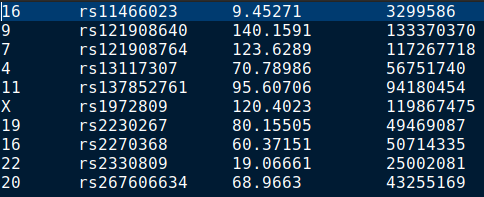 16 rs11466023 9.45271 3299586
9 rs121908640 140.1591 133370370
7 rs121908764 123.6289 117267718
4 rs13117307 70.78986 56751740
11 rs137852761 95.60706 94180454
X rs1972809 120.4023 119867475
19 rs2230267 80.15505 49469087
16 rs2270368 60.37151 50714335
22 rs2330809 19.06661 25002081
20 rs267606634 68.9663 43255169